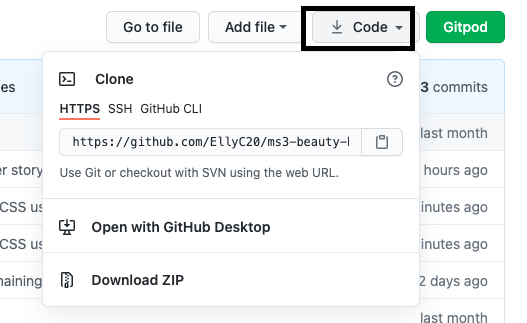 Go to file Add file Code Gitpod
Clone
es 3 commits
HTTPS SSH GitHub CLI
last month
https://github.com/EllyC20/ms3-beauty-
er story hours ago
Use Git or checkout with SVN using the web URL.
CSS us inutes ago
Open with GitHub Desktop
CSS us inutes ago
maining 2 days ago
Download ZIP
last month